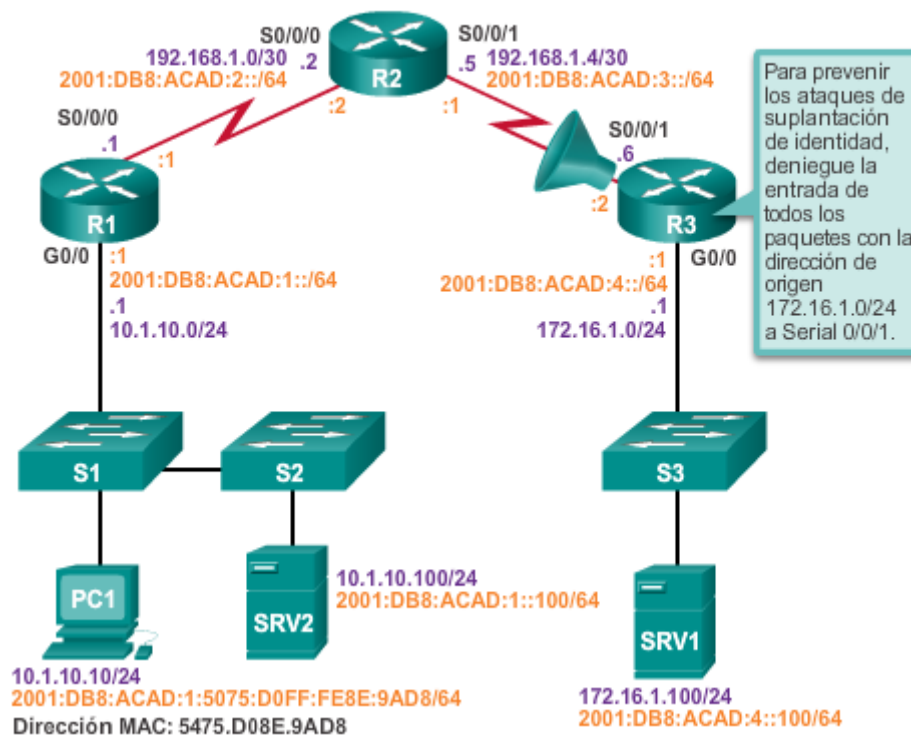 S0/0/0
S0/0/1
192.168.1.0/30
.2
R2
.5
192.168.1.4/30
2001:DB8:ACAD:2::/64
2001:DB8:ACAD:3::/64
:2
:1
S0/0/0
.1
:1
S0/0/1
.6
:2
R1
R3
Para prevenir
los ataques de
suplantación
de identidad,
deniegue la
entrada de
todos los
paquetes con la
dirección de
origen
172.16.1.0/24
a Serial 0/0/1.
G0/0
:1
2001:DB8:ACAD:1::/64
.1
10.1.10.0/24
:1
G0/0
2001:DB8:ACAD:4::/64
.1
172.16.1.0/24
S1
S2
S3
PC1
SRV2
10.1.10.100/24
2001:DB8:ACAD:1::100/64
SRV1
10.1.10.10/24
2001:DB8:ACAD:1:5075:D0FF:FE8E:9AD8/64
Dirección MAC: 5475.D08E.9AD8
172.16.1.100/24
2001:DB8:ACAD:4::100/64